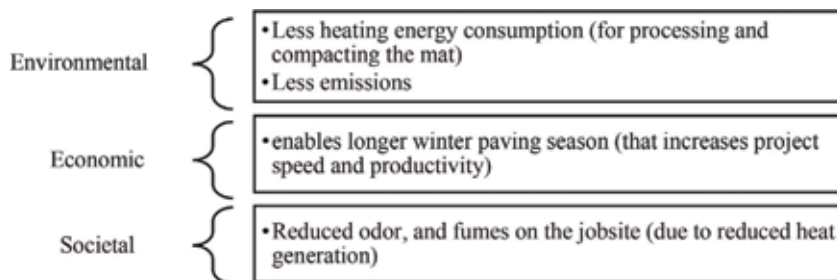 Environmental
•Less heating energy consumption (for processing and
compacting the mat)
•Less emissions
Economic
•enables longer winter paving season (that increases project
speed and productivity)
Societal
•Reduced odor, and fumes on the jobsite (due to reduced heat
generation)